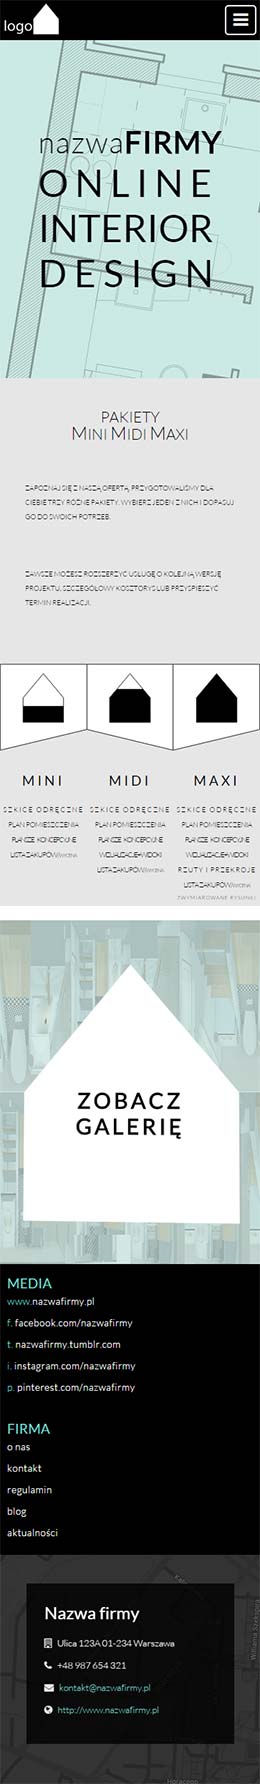 logo
nazwaFIRMY
ONLINE
INTERIOR
DESIGN
PAKIETY
MINI MIDI MAXI
ZAPOZNAJ SIĘ Z NASZĄ OFERTĄ, PRZYGOTOWALIŚMY DLA
CIEBIE TRZY RÓŻNE PAKIETY. WYBIERZ JEDEN Z NICH I DOPASUJ
GO DO SWOICH POTRZEB.
ZAWSZE MOŻESZ ROZSZERZYĆ USŁUGĘ O KOLEJNĄ WERSJĘ
PROJEKTU, SZCZEGÓŁOWY KOSZTORYS LUB PRZYSPIESZYĆ
TERMIN REALIZACJI.
MINI MIDI MAXI
SZKICE ODRĘCZNE SZKICE ODRĘCZNE SZKICE ODRĘCZNE
PLAN POMIESZCZENIA PLAN POMIESZCZENIA PLAN POMIESZCZENIA
PLANSZE KONCEPCYJNE PLANSZE KONCEPCYJNE PLANSZE KONCEPCYJNE
LISTA ZAKUPÓW WIZUALIZACJE WIZUALIZACJE
LISTA ZAKUPÓW RZUTY I PRZEKROJE
LISTA ZAKUPÓW
ZWYMIAROWANE RYSUNKI
ZOBACZ
GALERIĘ
MEDIA
www.nazwafirmy.pl
f. facebook.com/nazwafirmy
t. nazwafirmy.tumblr.com
i. instagram.com/nazwafirmy
p. pinterest.com/nazwafirmy
FIRMA
o nas
kontakt
regulamin
blog
aktualności
Nazwa firmy
Ulica 123A 01-234 Warszawa
+48 987 654 321
kontakt@nazwafirmy.pl
http://www.nazwafirmy.pl